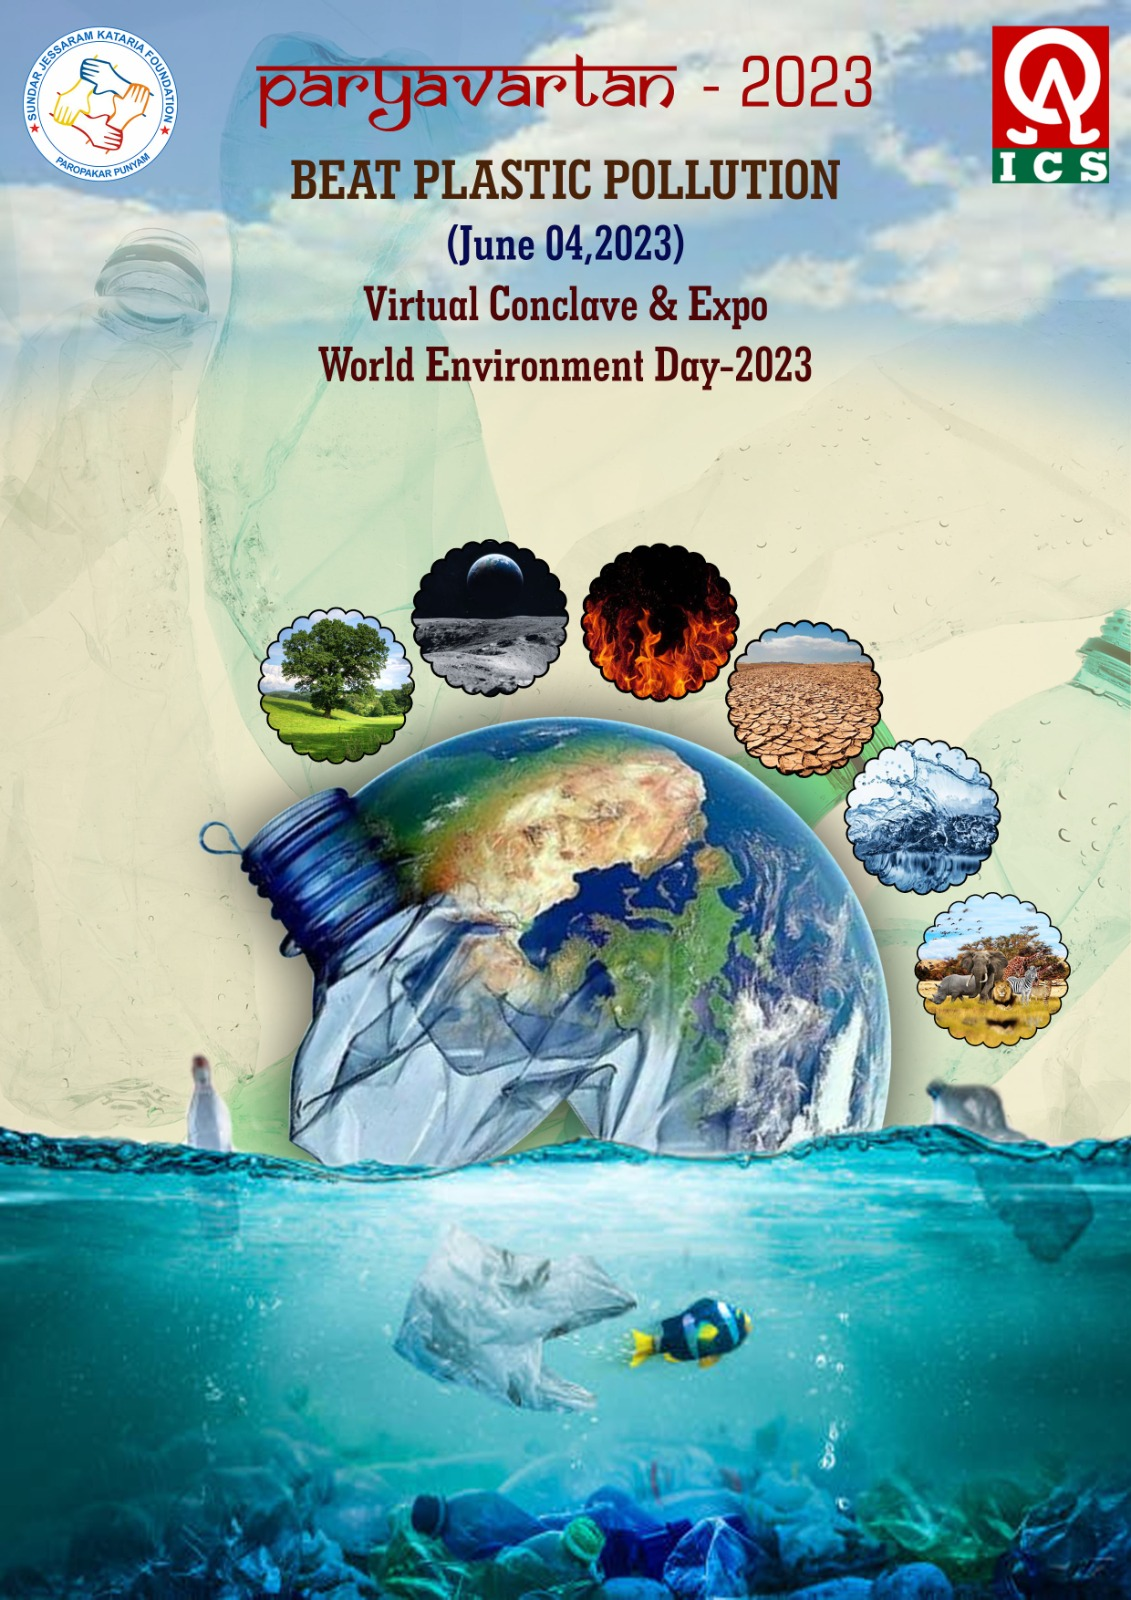 SUNDAR JESSARAM KATARIA FOUNDATION
PAROPAKAR PUNYAM
paryavartan - 2023
ICS
BEAT PLASTIC POLLUTION
(June 04,2023)
Virtual Conclave & Expo
World Environment Day-2023